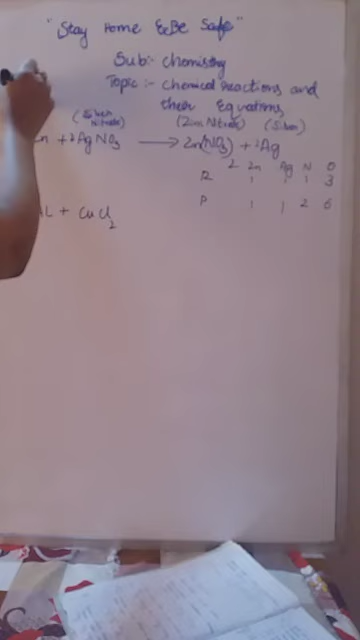 "Stay Home & Be Safe"
Sub:- chemistry
Topic:- chemical Reactions and
their Equations
(Silver Nitrate) (Zinc Nitrate) (Silver)
n + 2AgNO3 → Zn(NO3)2 + 2Ag
Zn Ag N O
R 1 1 1 3
P 1 1 2 6
L + CuCl2